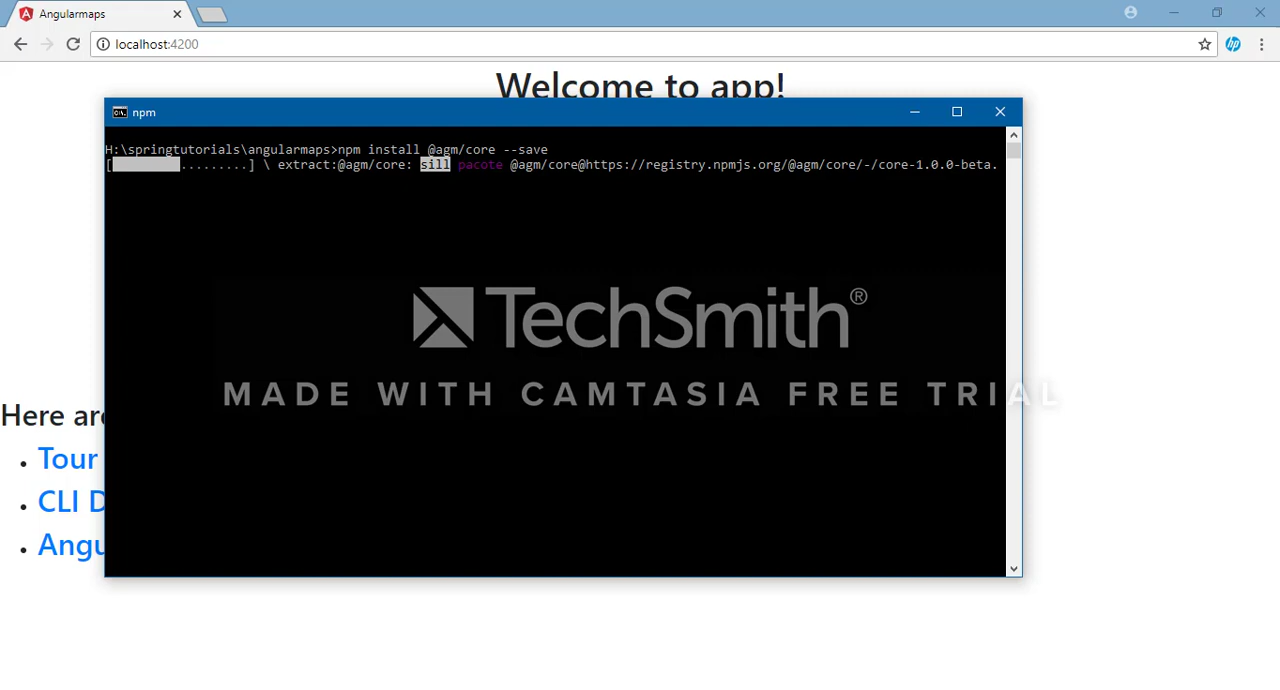 Angularmaps
localhost:4200
Welcome to app!
npm
H:\springtutorials\angularmaps>npm install @agm/core --save
[.........] \ extract:@agm/core: sill pacote @agm/core@https://registry.npmjs.org/@agm/core/-/core-1.0.0-beta.
TechSmith®
MADE WITH CAMTASIA FREE TRIAL
Here are
Tour
CLI D
Angu